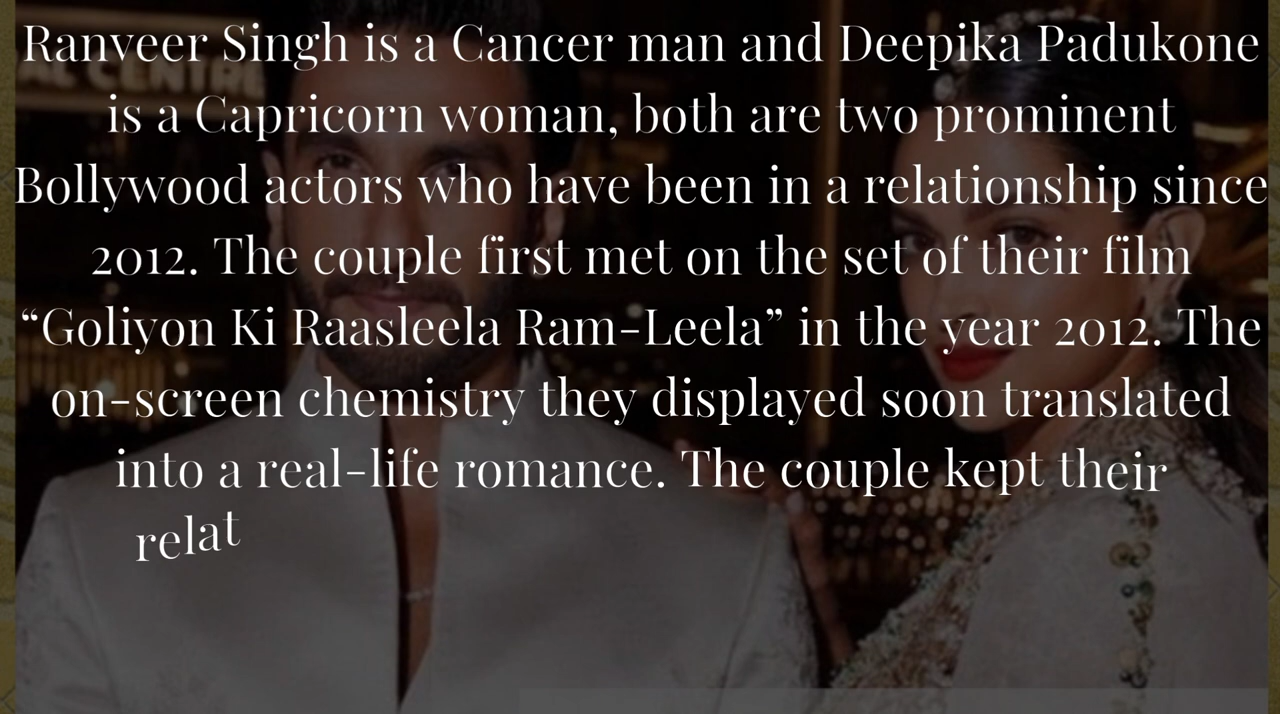 AL CENTRE
Ranveer Singh is a Cancer man and Deepika Padukone
is a Capricorn woman, both are two prominent
Bollywood actors who have been in a relationship since
2012. The couple first met on the set of their film
“Goliyon Ki Raasleela Ram-Leela” in the year 2012. The
on-screen chemistry they displayed soon translated
into a real-life romance. The couple kept their
relat